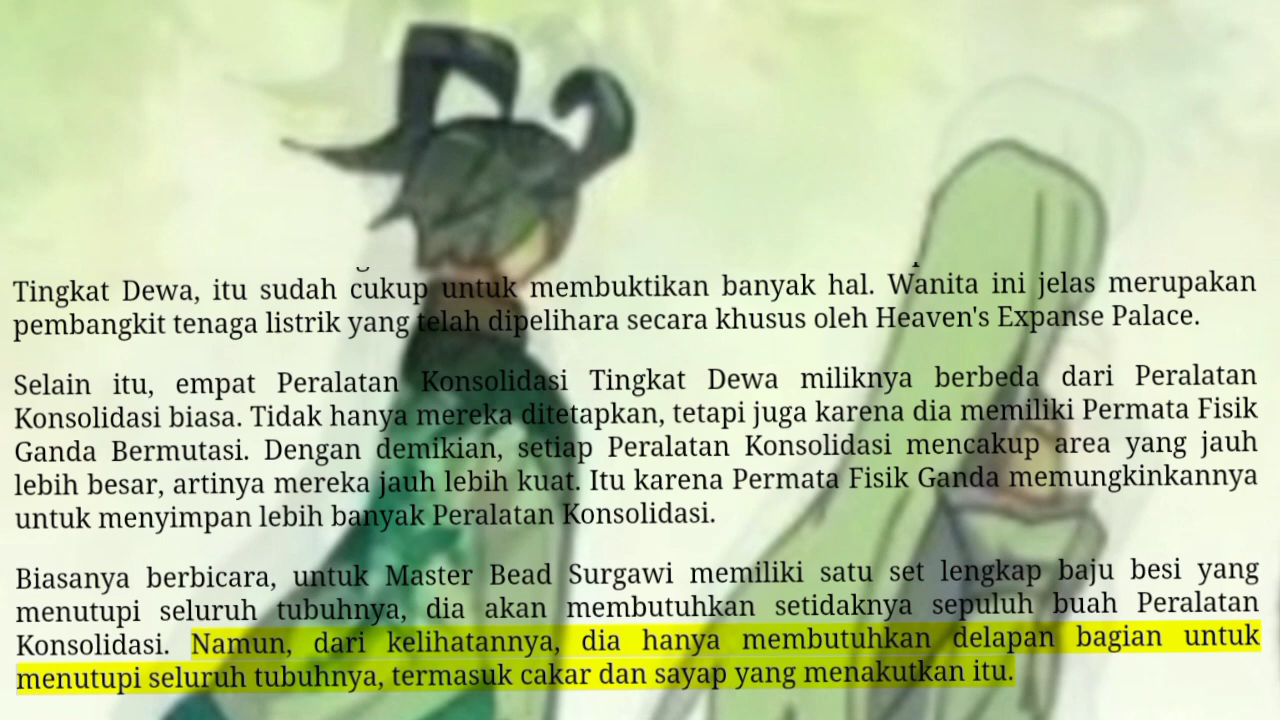 Tingkat Dewa, itu sudah cukup untuk membuktikan banyak hal. Wanita ini jelas merupakan
pembangkit tenaga listrik yang telah dipelihara secara khusus oleh Heaven's Expanse Palace.
Selain itu, empat Peralatan Konsolidasi Tingkat Dewa miliknya berbeda dari Peralatan
Konsolidasi biasa. Tidak hanya mereka ditetapkan, tetapi juga karena dia memiliki Permata Fisik
Ganda Bermutasi. Dengan demikian, setiap Peralatan Konsolidasi mencakup area yang jauh
lebih besar, artinya mereka jauh lebih kuat. Itu karena Permata Fisik Ganda memungkinkannya
untuk menyimpan lebih banyak Peralatan Konsolidasi.
Biasanya berbicara, untuk Master Bead Surgawi memiliki satu set lengkap baju besi yang
menutupi seluruh tubuhnya, dia akan membutuhkan setidaknya sepuluh buah Peralatan
Konsolidasi. Namun, dari kelihatannya, dia hanya membutuhkan delapan bagian untuk
menutupi seluruh tubuhnya, termasuk cakar dan sayap yang menakutkan itu.